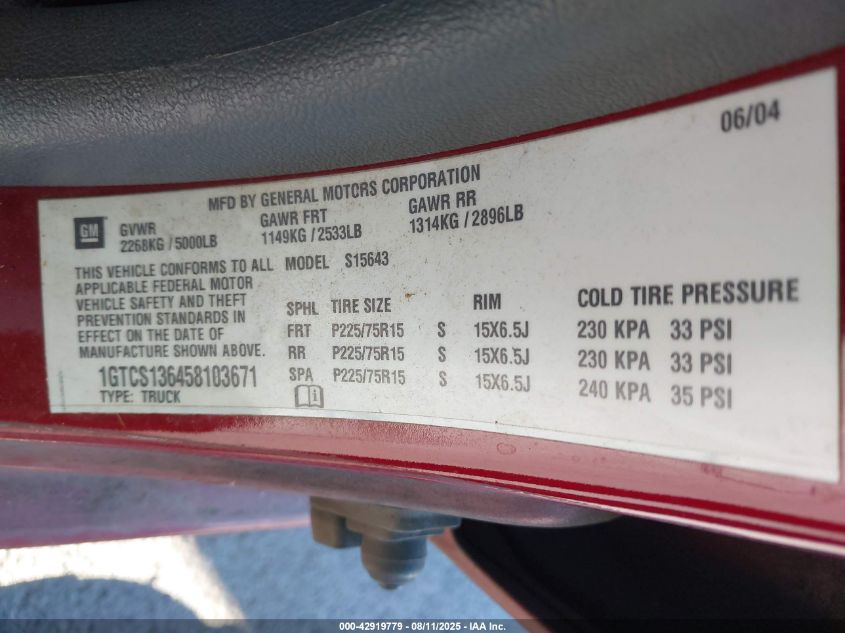 06/04
MFD BY GENERAL MOTORS CORPORATION
GM
GVWR GAWR FRT GAWR RR
2268KG / 5000LB 1149KG / 2533LB 1314KG / 2896LB
THIS VEHICLE CONFORMS TO ALL
APPLICABLE FEDERAL MOTOR
VEHICLE SAFETY AND THEFT
PREVENTION STANDARDS IN
EFFECT ON THE DATE OF
MANUFACTURE SHOWN ABOVE.
1GTCS136458103671
TYPE: TRUCK
MODEL S15643
SPHL TIRE SIZE RIM COLD TIRE PRESSURE
FRT P225/75R15 S 15X6.5J 230 KPA 33 PSI
RR P225/75R15 S 15X6.5J 230 KPA 33 PSI
SPA P225/75R15 S 15X6.5J 240 KPA 35 PSI
000-42919779 - 08/11/2025 - IAA Inc.